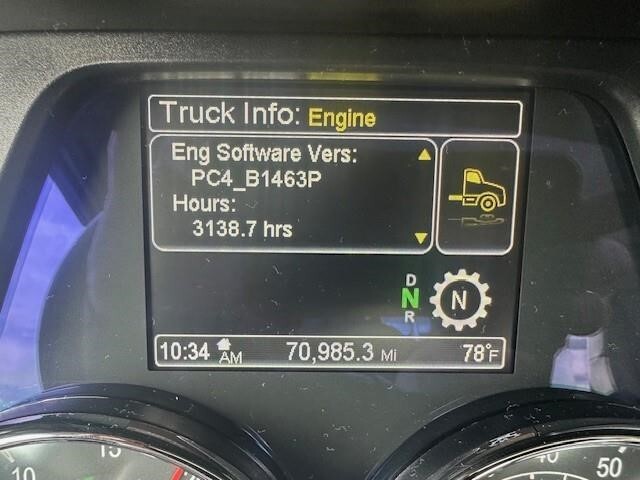 Truck Info: Engine
Eng Software Vers:
PC4_B1463P
Hours:
3138.7 hrs
D
N
R
N
10:34 AM 70,985.3 Mi 78°F
10 15 40 50